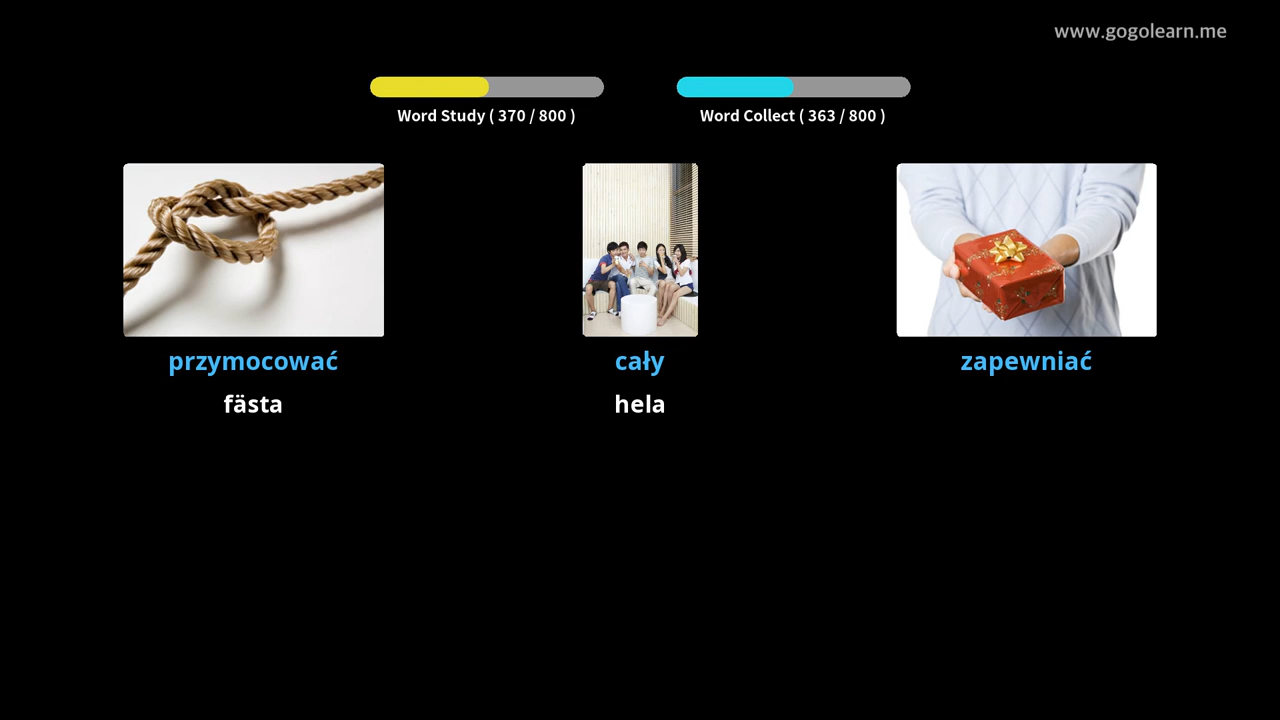 www.gogolearn.me
Word Study ( 370 / 800 )
Word Collect ( 363 / 800 )
przymocować
cały
zapewniać
fästa
hela